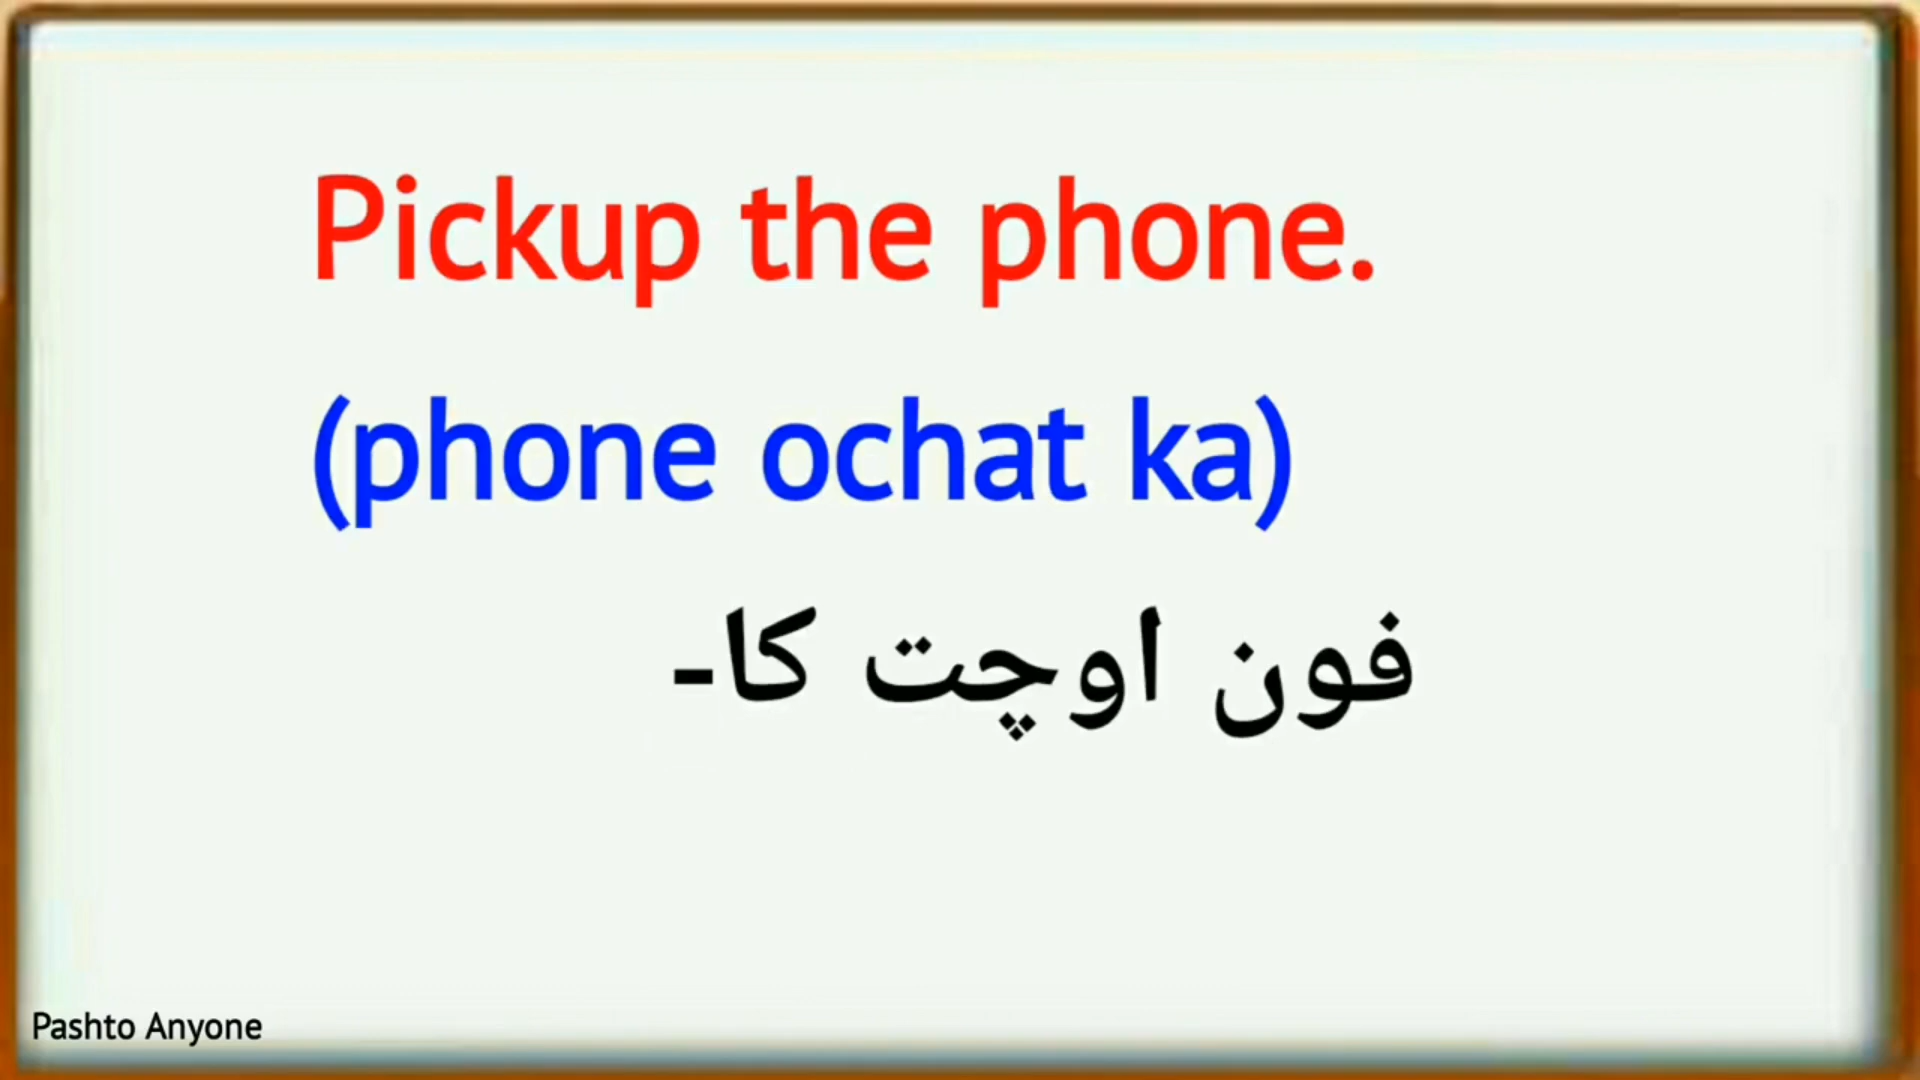 Pickup the phone.
(phone ochat ka)
فون اوچت کا-
Pashto Anyone